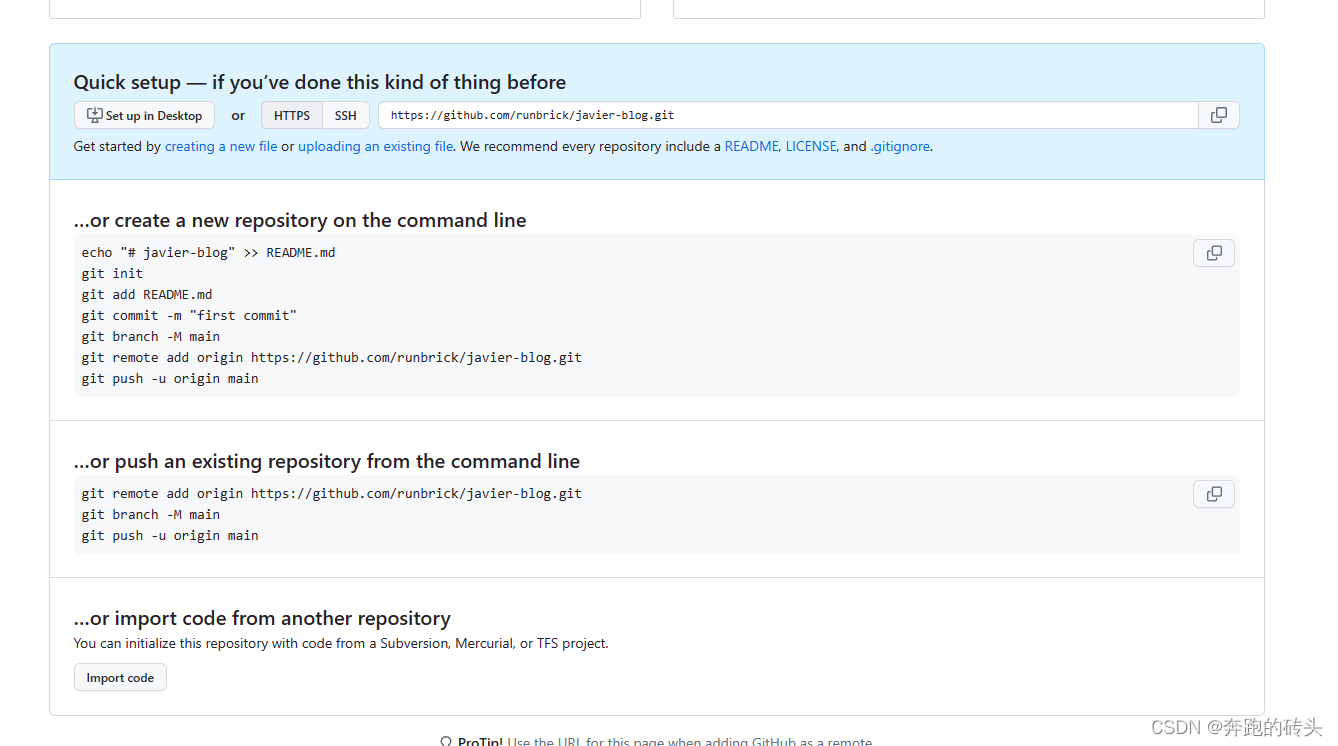 Quick setup — if you’ve done this kind of thing before
Set up in Desktop or HTTPS SSH https://github.com/runbrick/javier-blog.git
Get started by creating a new file or uploading an existing file. We recommend every repository include a README, LICENSE, and .gitignore.
…or create a new repository on the command line
echo "# javier-blog" >> README.md
git init
git add README.md
git commit -m "first commit"
git branch -M main
git remote add origin https://github.com/runbrick/javier-blog.git
git push -u origin main
…or push an existing repository from the command line
git remote add origin https://github.com/runbrick/javier-blog.git
git branch -M main
git push -u origin main
…or import code from another repository
You can initialize this repository with code from a Subversion, Mercurial, or TFS project.
Import code
ProTip! Use the URL for this page when adding GitHub as a remote.
CSDN @奔跑的砖头